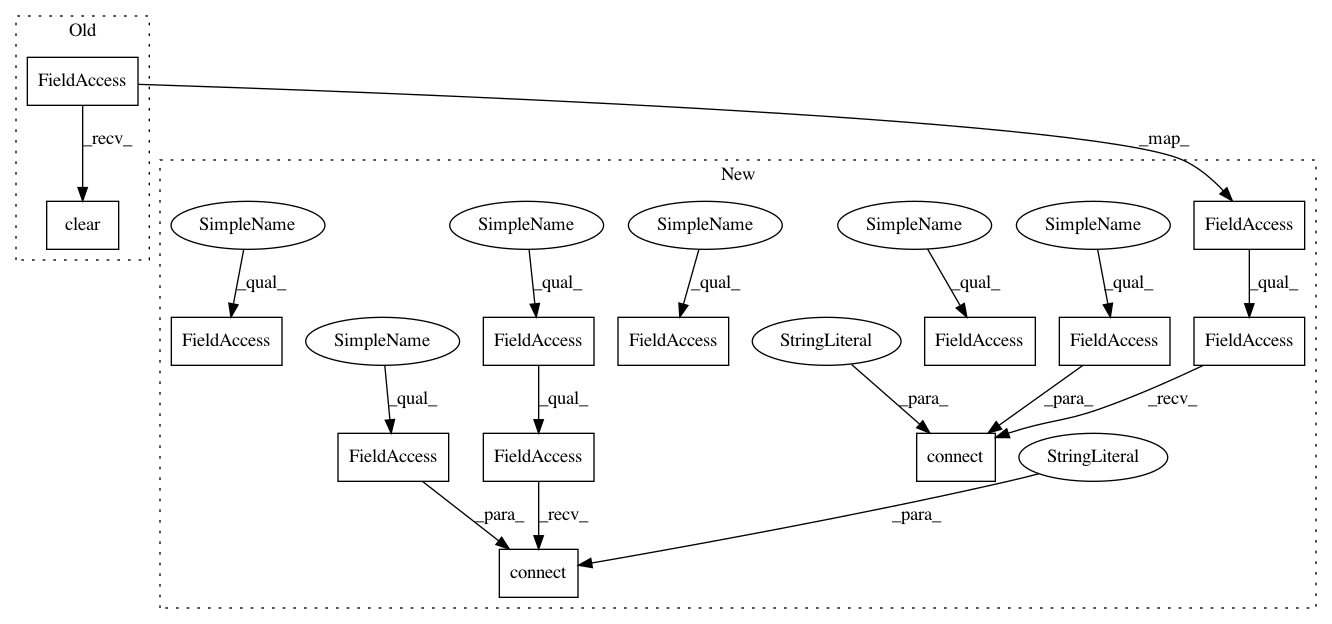 Old
FieldAccess
_recv_
_map_
clear
New
SimpleName SimpleName SimpleName SimpleName SimpleName FieldAccess
_qual_ _qual_ _qual_ _qual_ _qual_ _qual_
FieldAccess SimpleName FieldAccess FieldAccess StringLiteral FieldAccess FieldAccess FieldAccess
_qual_ _qual_ _para_ _para_ _recv_
FieldAccess FieldAccess connect StringLiteral
_para_ _recv_ _para_
connect